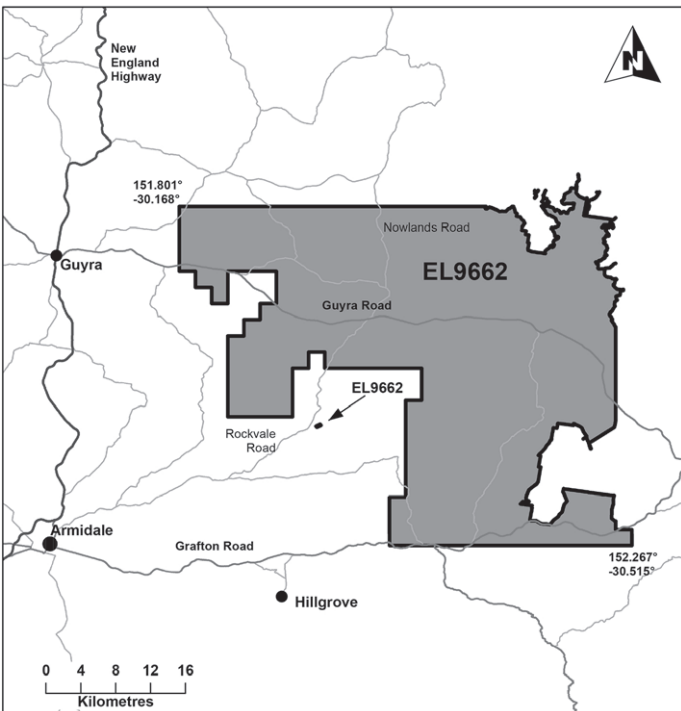 New
England
Highway
N
151.801°
-30.168°
Nowlands Road
Guyra
EL9662
Guyra Road
EL9662
Rockvale
Road
Armidale
Grafton Road
152.267°
-30.515°
Hillgrove
0 4 8 12 16
Kilometres